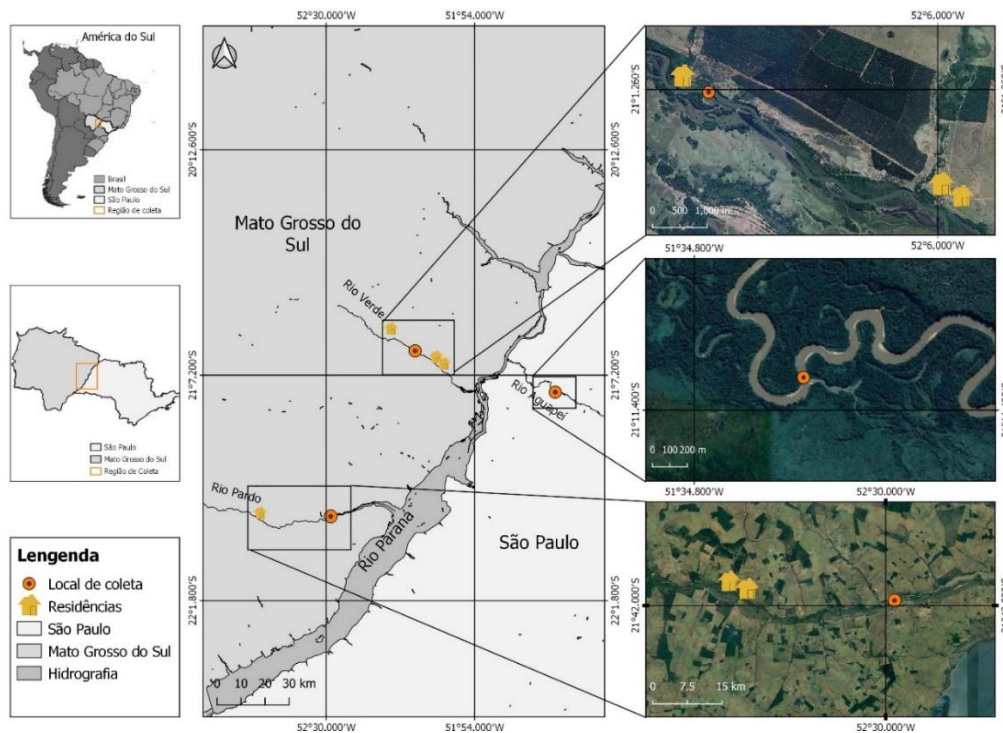 América do Sul
Brasil
Mato Grosso do Sul
São Paulo
Região de coleta
São Paulo
Mato Grosso do Sul
Região de Coleta
Lengenda
Local de coleta
Residências
São Paulo
Mato Grosso do Sul
Hidrografia
52°30.000'W
51°54.000'W
20°12.600'S
20°12.600'S
Mato Grosso do
Sul
Rio Verde
21°7.200'S
21°7.200'S
Rio Aguapeí
Rio Pardo
Rio Paraná
São Paulo
22°1.800'S
22°1.800'S
0 10 20 30 km
52°30.000'W
51°54.000'W
52°6.000'W
21°1.260'S
0 500 1,000 m
52°6.000'W
51°34.800'W
21°11.400'S
0 100 200 m
51°34.800'W
52°30.000'W
21°42.000'S
0 7.5 15 km
52°30.000'W